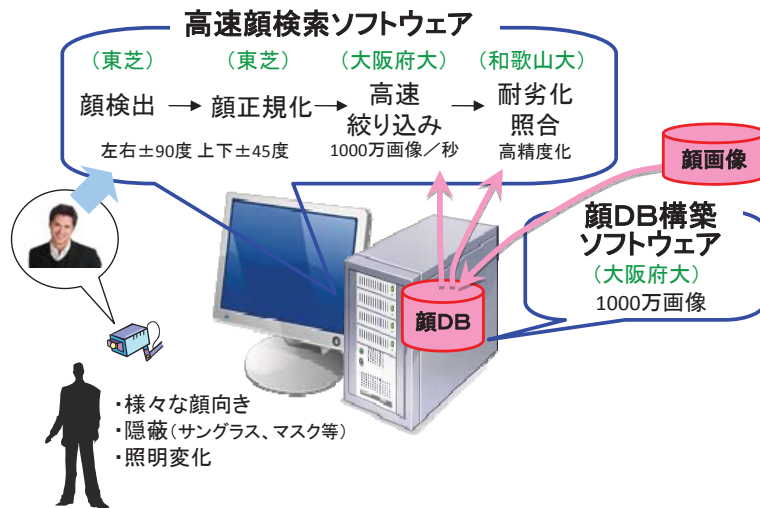 高速顔検索ソフトウェア
（東芝）　（東芝）　（大阪府大）　（和歌山大）
顔検出 → 顔正規化 → 高速 → 耐劣化
絞り込み　照合
左右±90度 上下±45度　1000万画像／秒　高精度化
顔画像
顔DB構築
ソフトウェア
（大阪府大）
1000万画像
顔DB
・様々な顔向き
・隠蔽（サングラス、マスク等）
・照明変化